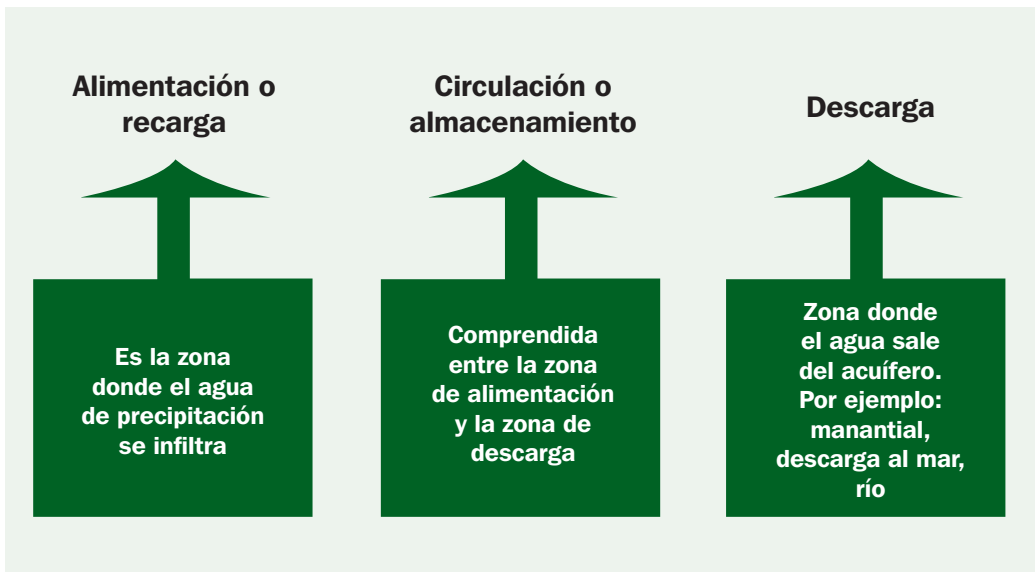 Alimentación o
recarga
Circulación o
almacenamiento
Descarga
Es la zona
donde el agua
de precipitación
se infiltra
Comprendida
entre la zona
de alimentación
y la zona de
descarga
Zona donde
el agua sale
del acuífero.
Por ejemplo:
manantial,
descarga al mar,
río